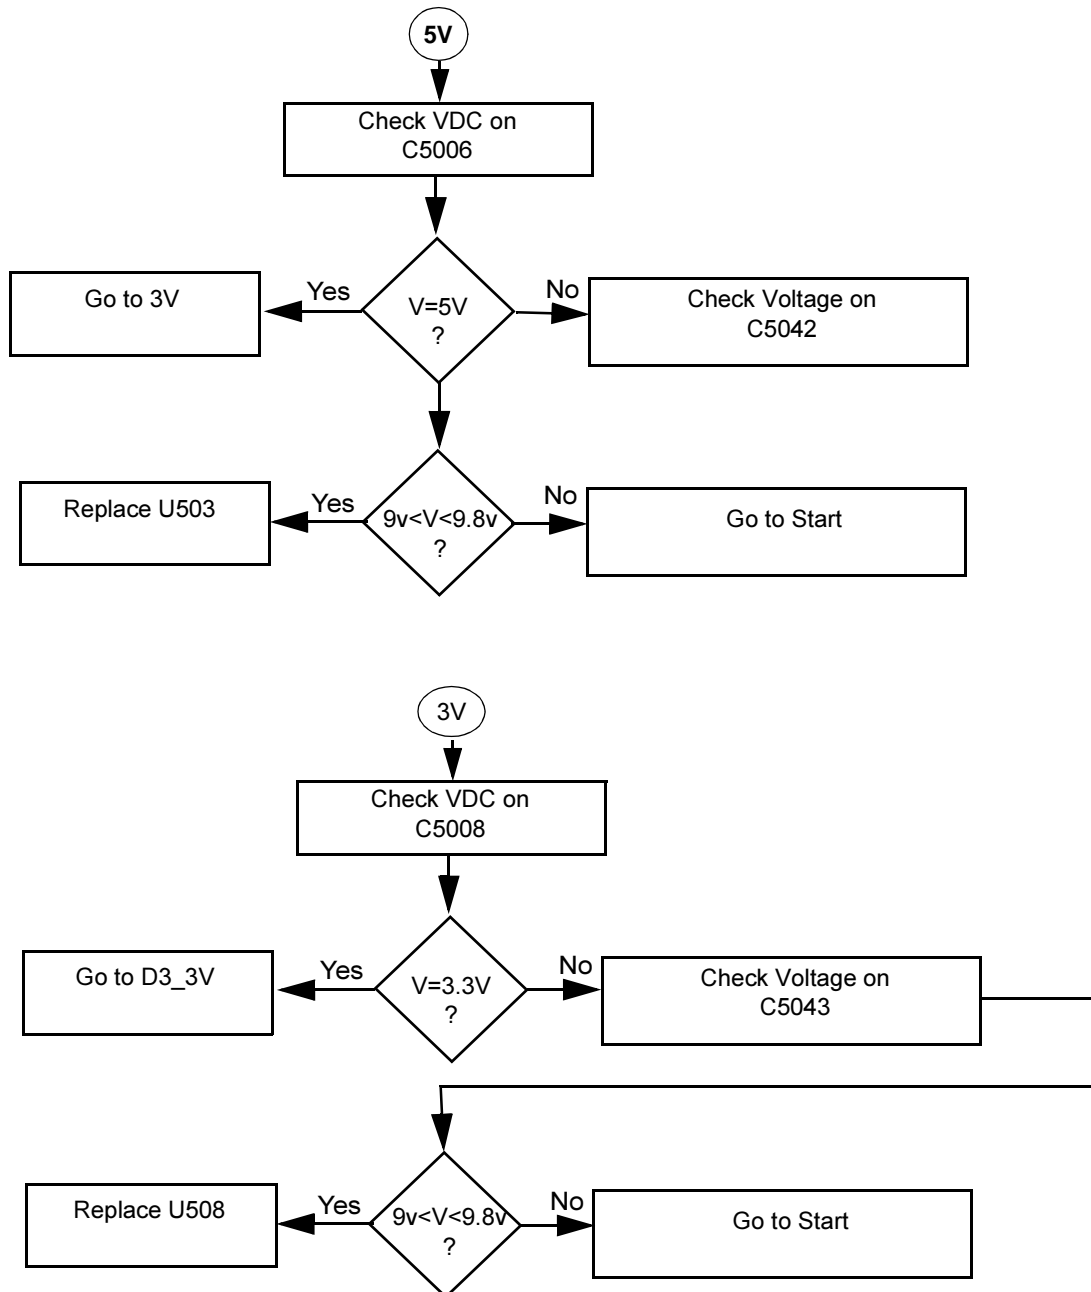 5V
Check VDC on
C5006
Go to 3V
Yes
V=5V
?
No
Check Voltage on
C5042
Replace U503
Yes
9v<V<9.8v
?
No
Go to Start
3V
Check VDC on
C5008
Go to D3_3V
Yes
V=3.3V
?
No
Check Voltage on
C5043
Replace U508
Yes
9v<V<9.8v
?
No
Go to Start